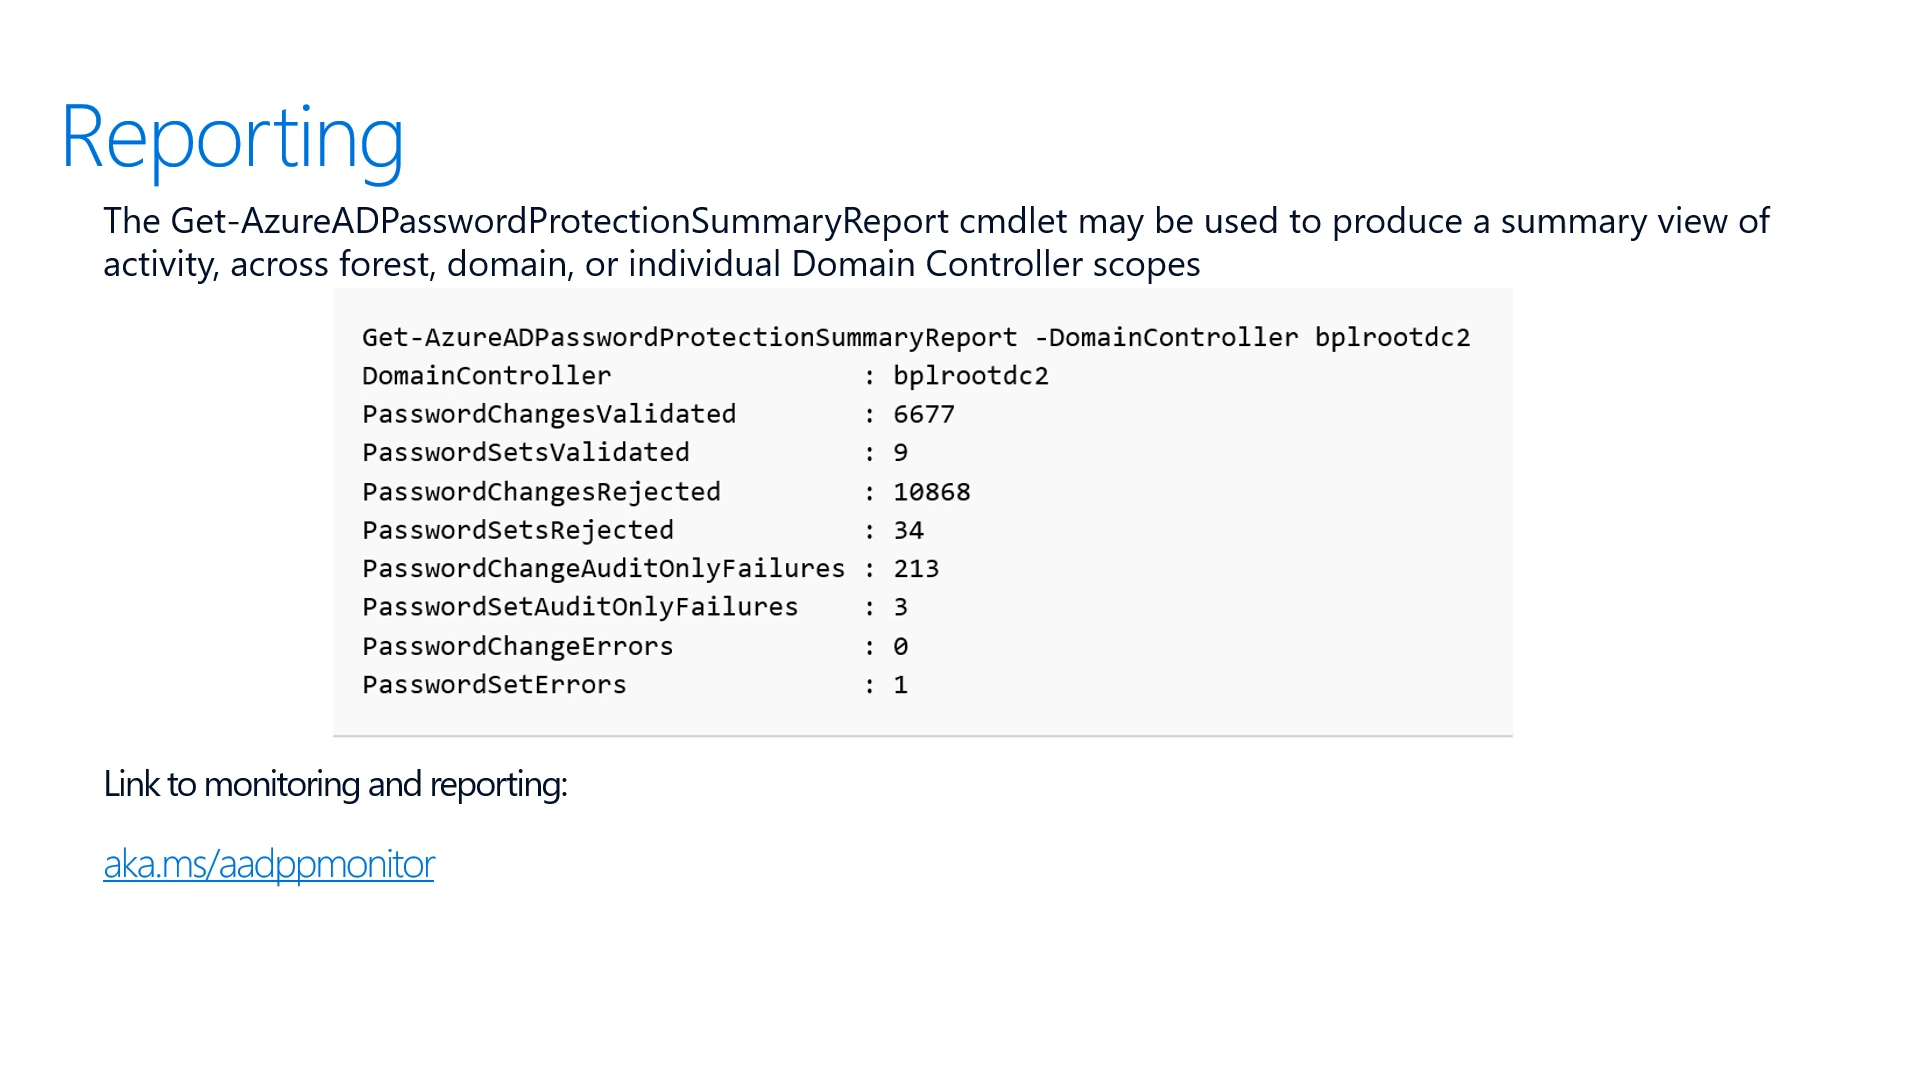 Reporting
The Get-AzureADPasswordProtectionSummaryReport cmdlet may be used to produce a summary view of
activity, across forest, domain, or individual Domain Controller scopes
Get-AzureADPasswordProtectionSummaryReport -DomainController bplrootdc2
DomainController : bplrootdc2
PasswordChangesValidated : 6677
PasswordSetsValidated : 9
PasswordChangesRejected : 10868
PasswordSetsRejected : 34
PasswordChangeAuditOnlyFailures : 213
PasswordSetAuditOnlyFailures : 3
PasswordChangeErrors : 0
PasswordSetErrors : 1
Link to monitoring and reporting:
aka.ms/aadppmonitor